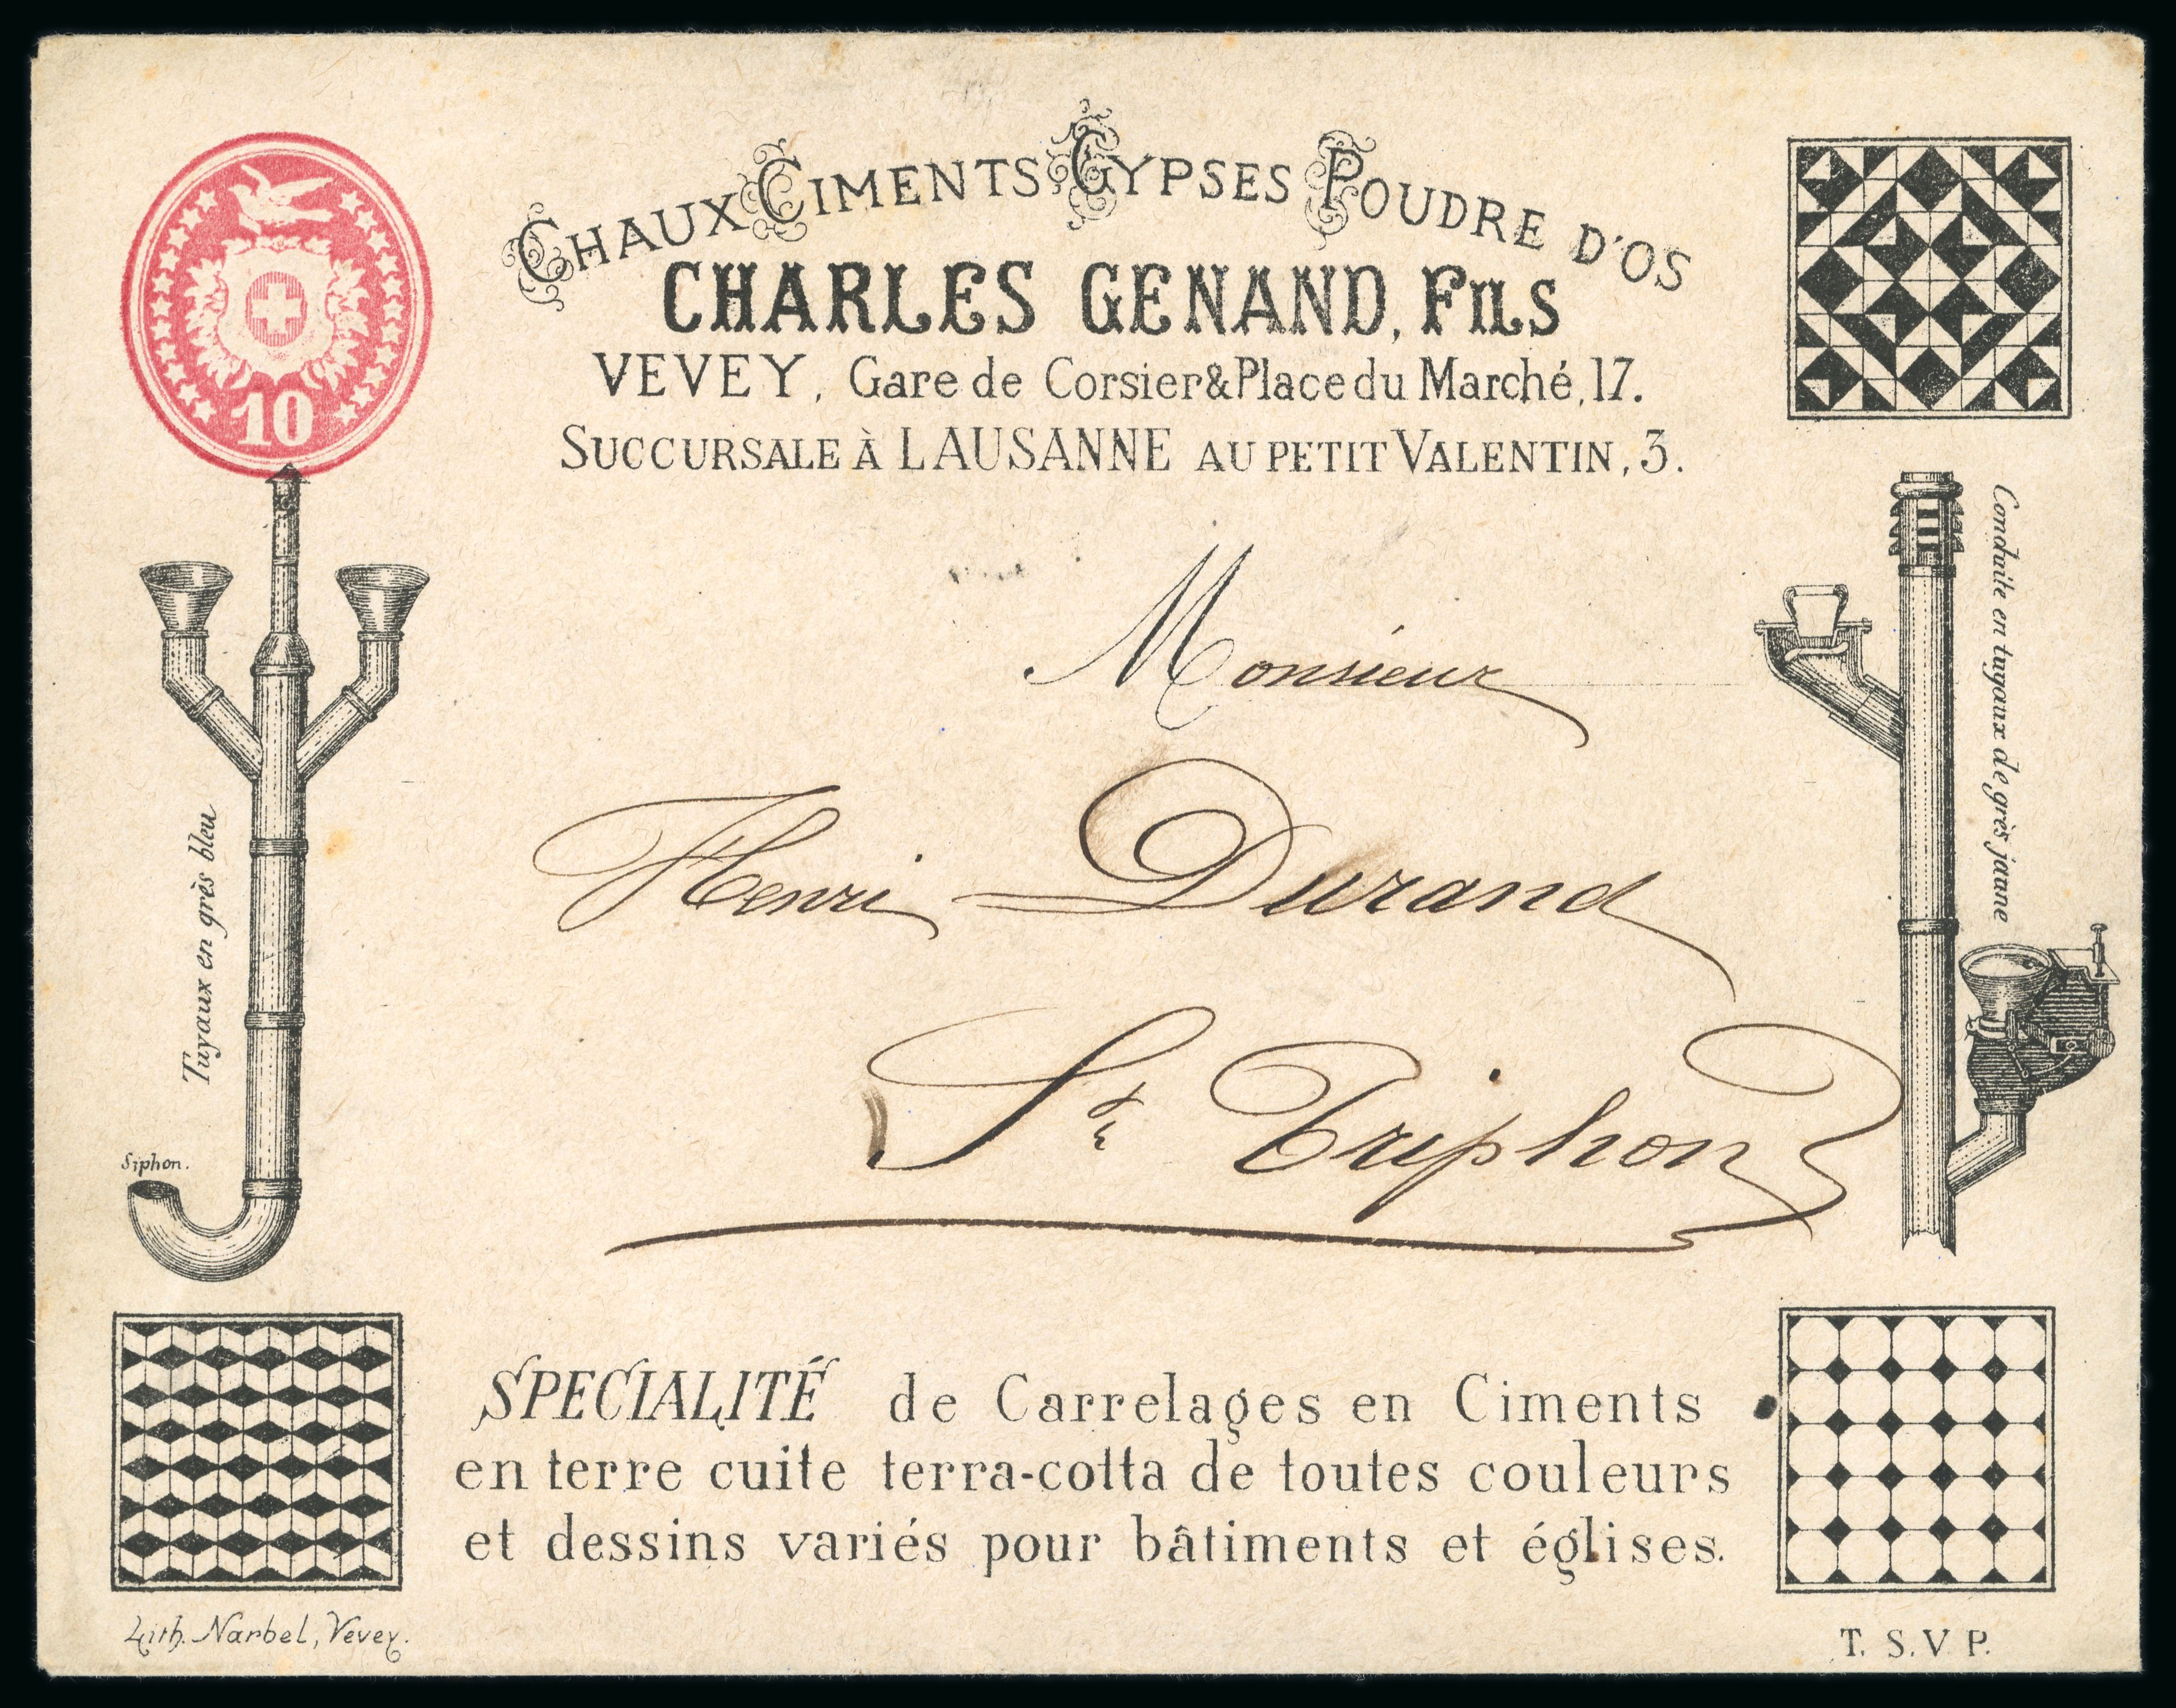 10
CHAUX CIMENTS GYPSES POUDRE D'OS
CHARLES GENAND, FILS
VEVEY, Gare de Corsier & Place du Marché, 17.
SUCCURSALE À LAUSANNE AU PETIT VALENTIN, 3.
Monsieur
Henri Durand
St Triphon
Tuyaux en grès bleu
Siphon.
Conduite en tuyaux de grès jaune
SPECIALITÉ de Carrelages en Ciments
en terre cuite terra-cotta de toutes couleurs
et dessins variés pour bâtiments et églises.
Lith. Narbel, Vevey.
T. S. V. P.